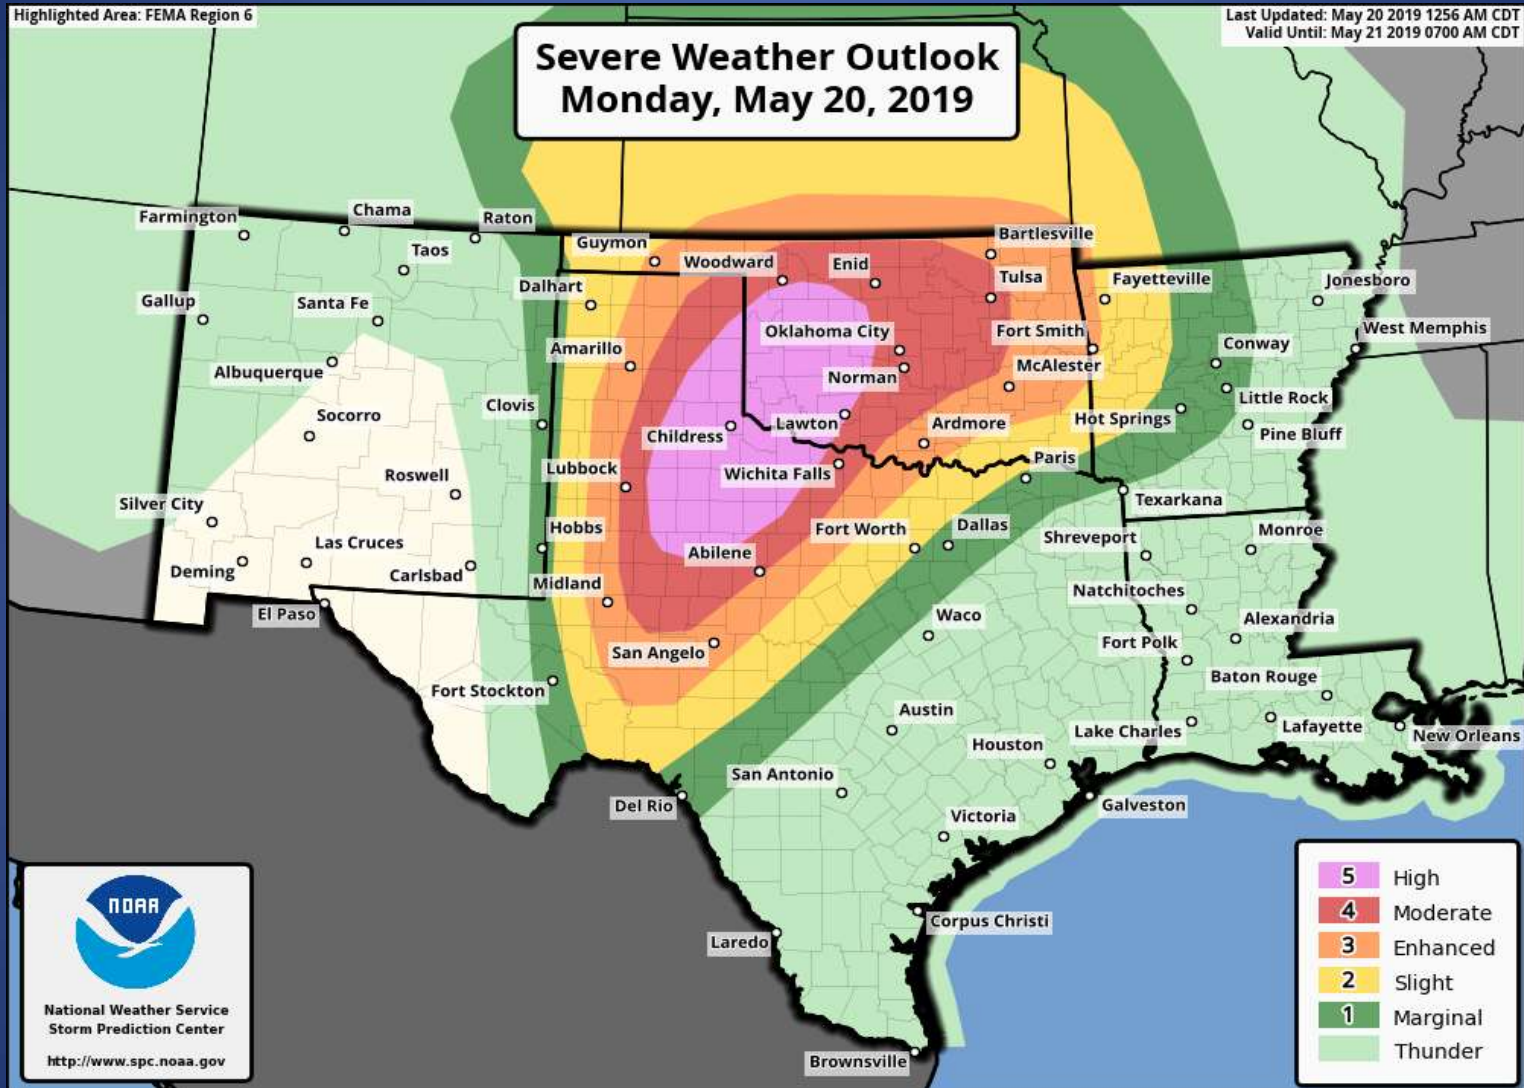 Highlighted Area: FEMA Region 6
Last Updated: May 20 2019 1256 AM CDT
Valid Until: May 21 2019 0700 AM CDT
Severe Weather Outlook
Monday, May 20, 2019
Farmington
Chama
Raton
Taos
Guymon
Bartlesville
Woodward
Enid
Tulsa
Fayetteville
Jonesboro
Gallup
Santa Fe
Dalhart
Oklahoma City
Fort Smith
West Memphis
Albuquerque
Amarillo
Norman
McAlester
Conway
Socorro
Clovis
Childress
Lawton
Ardmore
Hot Springs
Little Rock
Pine Bluff
Roswell
Lubbock
Wichita Falls
Paris
Texarkana
Silver City
Las Cruces
Hobbs
Abilene
Fort Worth
Dallas
Shreveport
Monroe
Deming
Carlsbad
Midland
Natchitoches
El Paso
San Angelo
Waco
Fort Polk
Alexandria
Fort Stockton
Baton Rouge
Austin
Houston
Lake Charles
Lafayette
New Orleans
San Antonio
Del Rio
Victoria
Galveston
Corpus Christi
Laredo
Brownsville
NOAA
National Weather Service
Storm Prediction Center
http://www.spc.noaa.gov
5 High
4 Moderate
3 Enhanced
2 Slight
1 Marginal
Thunder